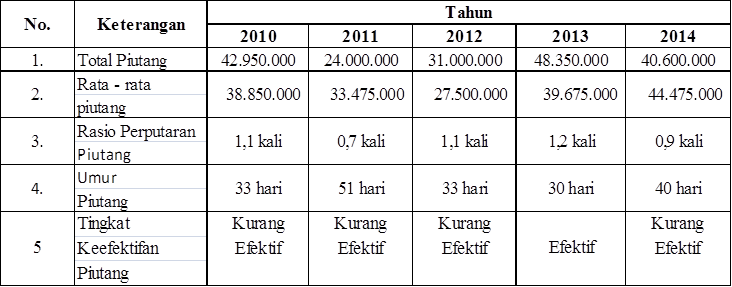 No. Keterangan Tahun
2010 2011 2012 2013 2014
1. Total Piutang 42.950.000 24.000.000 31.000.000 48.350.000 40.600.000
2. Rata - rata piutang 38.850.000 33.475.000 27.500.000 39.675.000 44.475.000
3. Rasio Perputaran Piutang 1,1 kali 0,7 kali 1,1 kali 1,2 kali 0,9 kali
4. Umur Piutang 33 hari 51 hari 33 hari 30 hari 40 hari
5 Tingkat Keefektifan Piutang Kurang Efektif Kurang Efektif Kurang Efektif Efektif Kurang Efektif